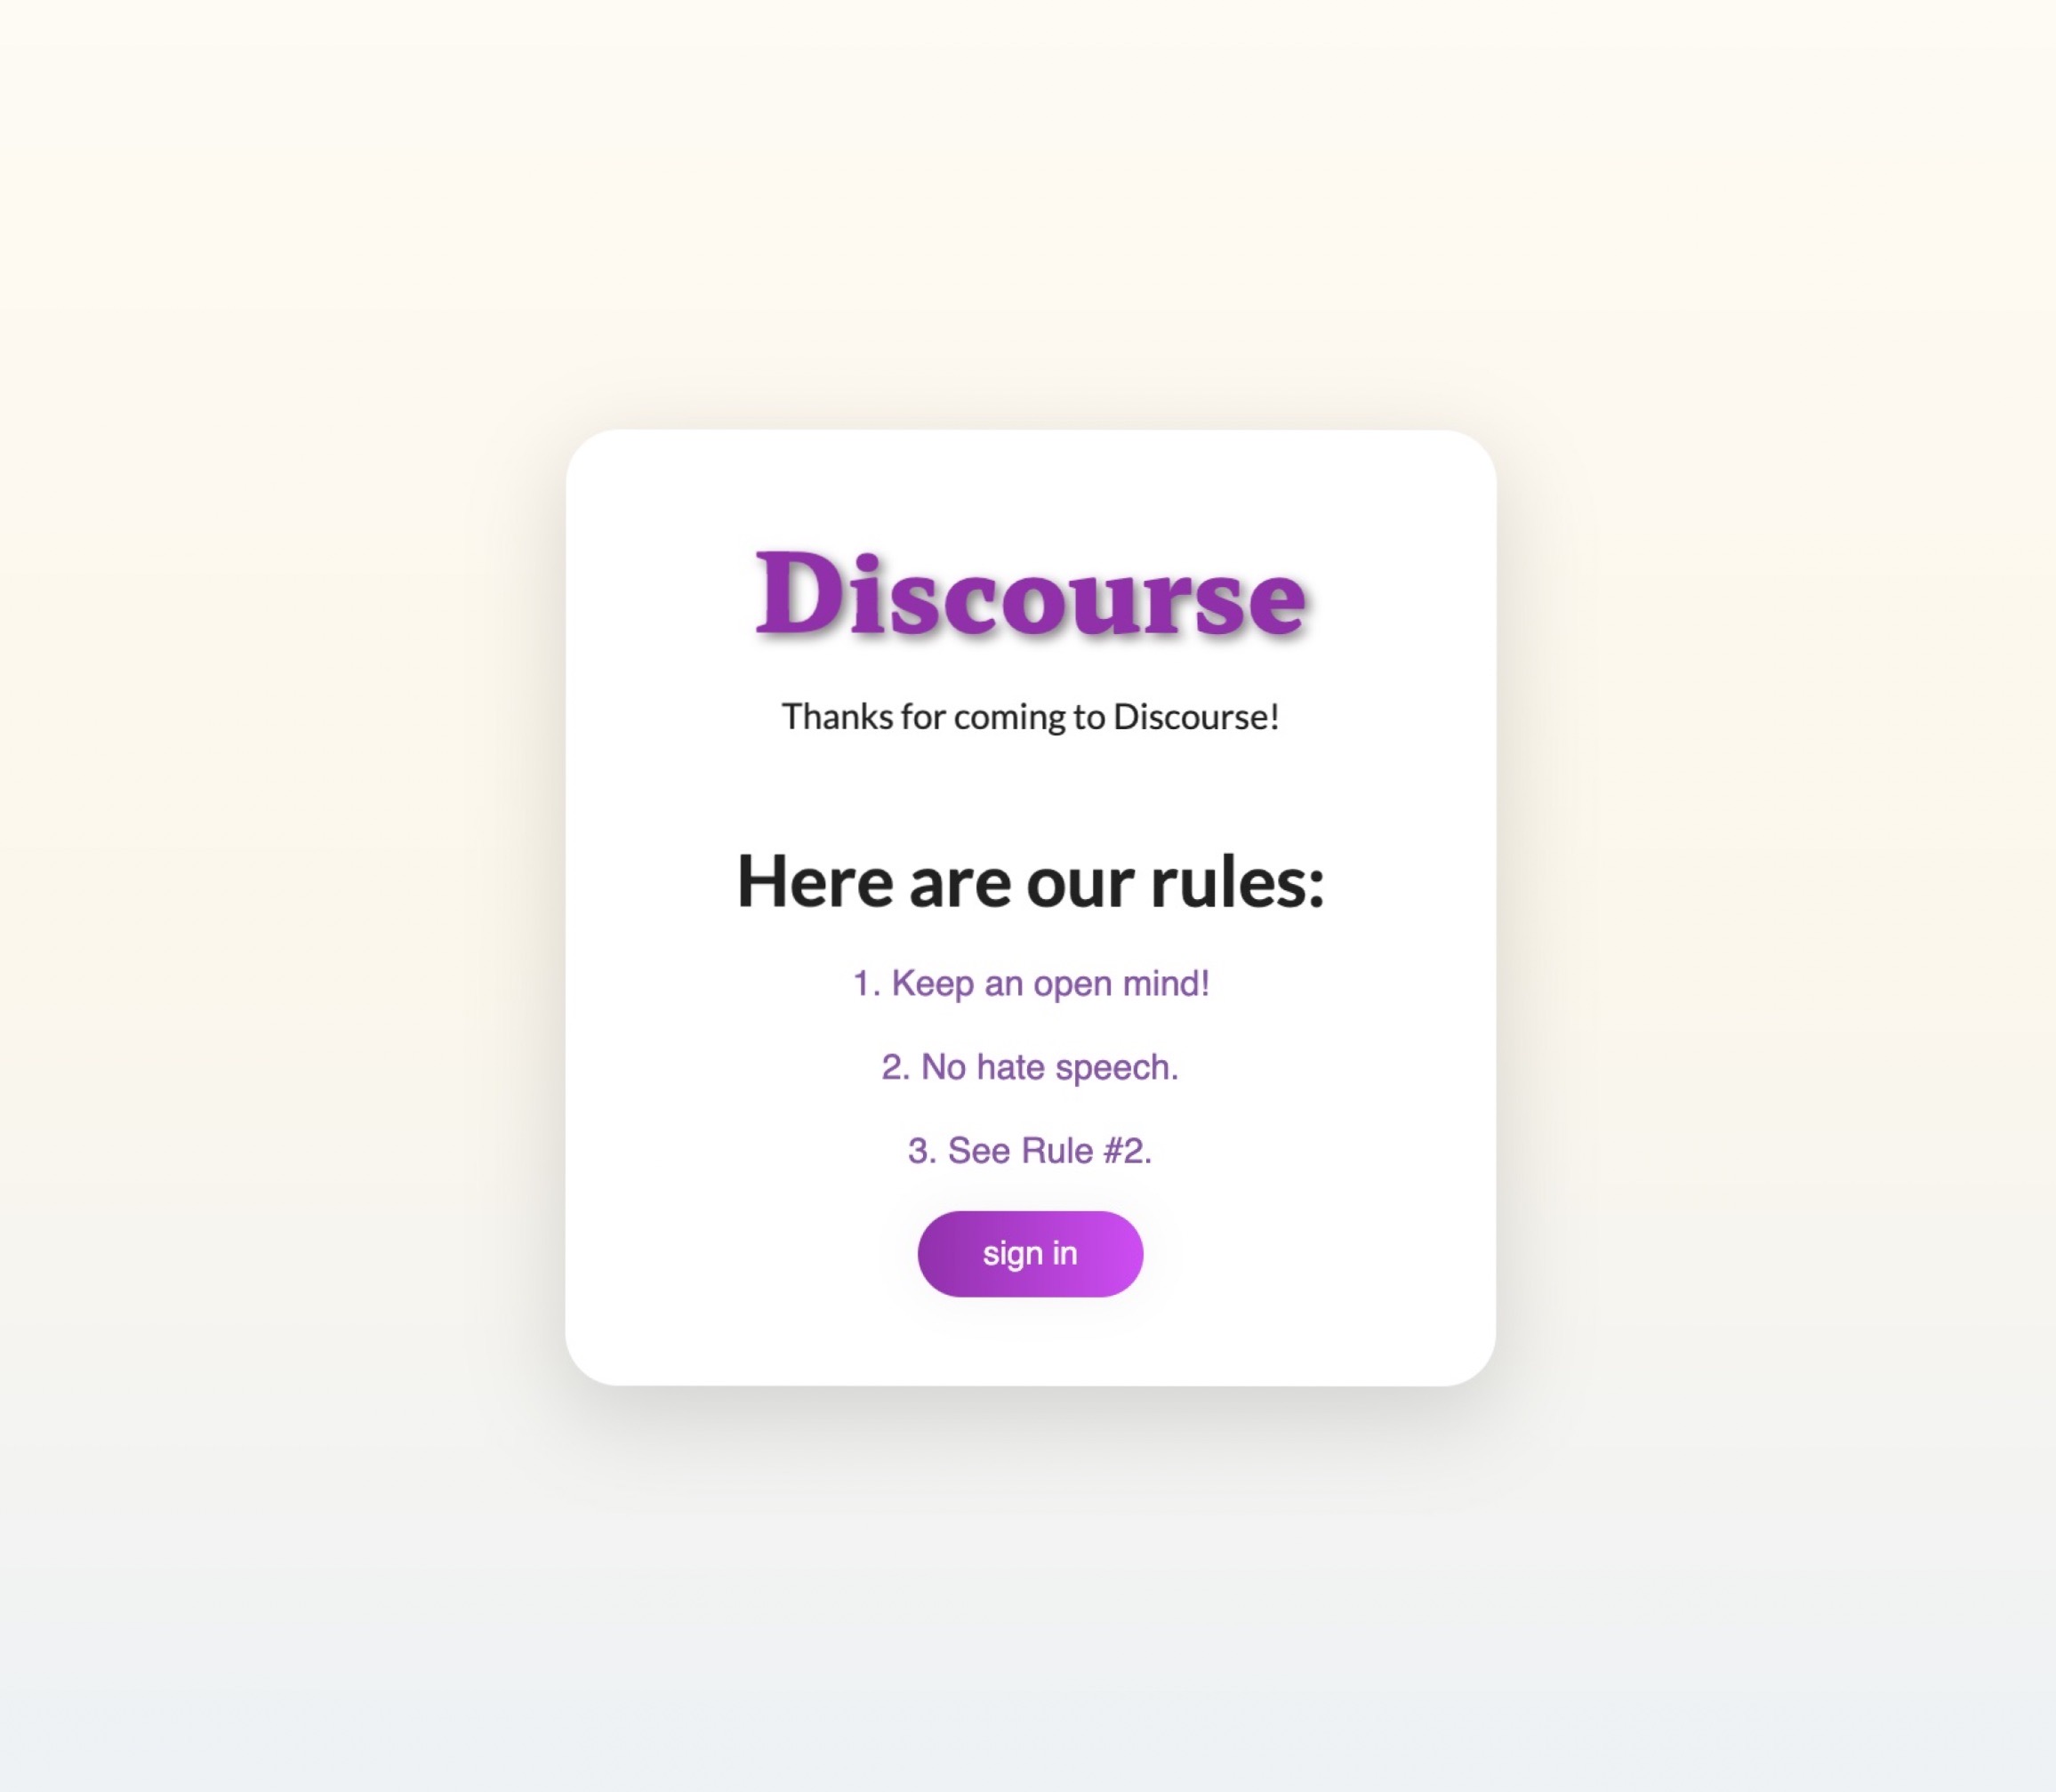 Discourse
Thanks for coming to Discourse!
Here are our rules:
1. Keep an open mind!
2. No hate speech.
3. See Rule #2.
sign in